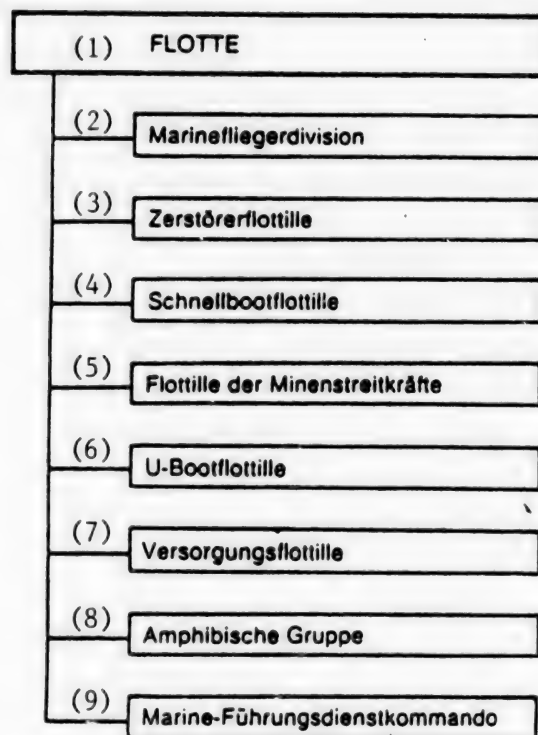 (1) FLOTTE
(2) Marinefliegerdivision
(3) Zerstörerflottille
(4) Schnellbootflottille
(5) Flottille der Minenstreitkräfte
(6) U-Bootflottille
(7) Versorgungsflottille
(8) Amphibische Gruppe
(9) Marine-Führungsdienstkommando